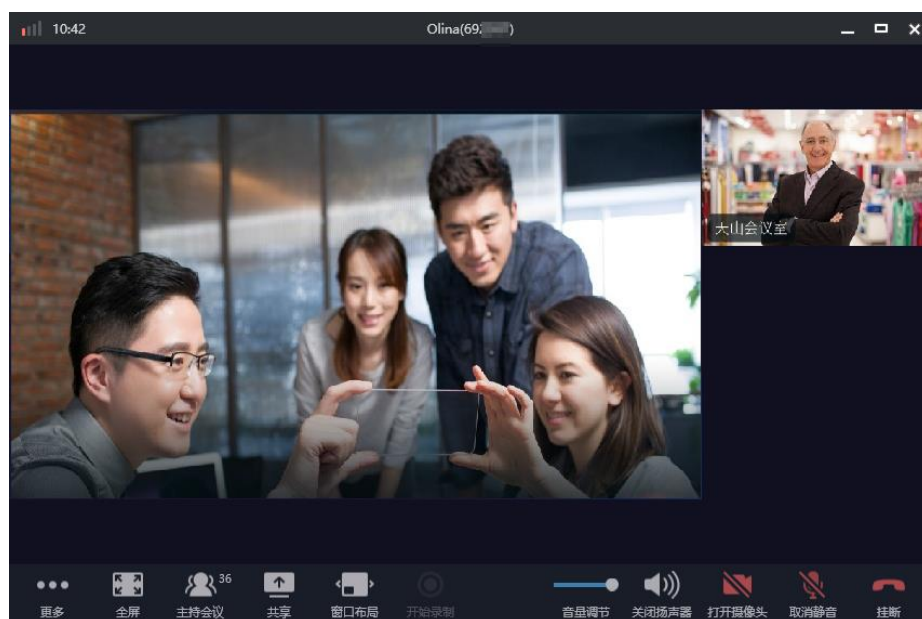 10:42
Olina(692
天山会议室
36
更多
全屏
主持会议
共享
窗口布局
开始录制
音量调节
关闭扬声器
打开摄像头
取消静音
挂断